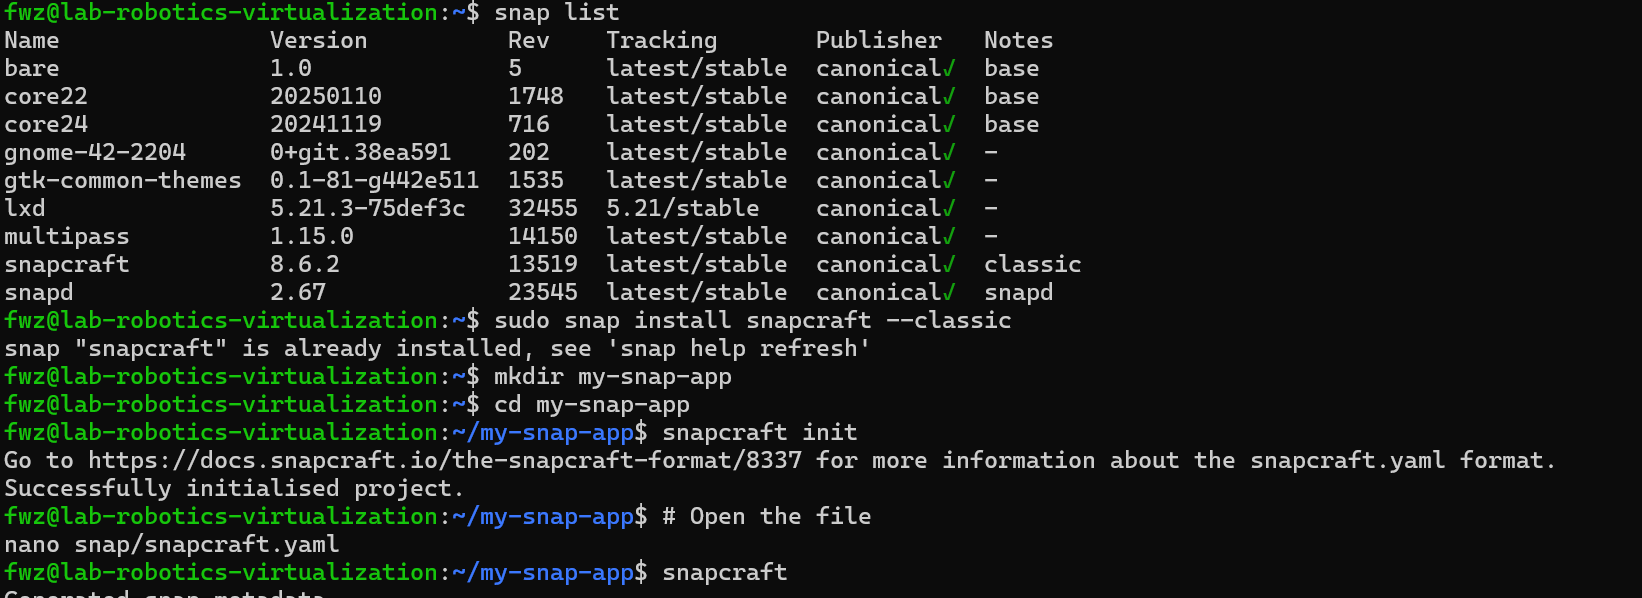 fwz@lab-robotics-virtualization:~$ snap list
Name Version Rev Tracking Publisher Notes
bare 1.0 5 latest/stable canonical✓ base
core22 20250110 1748 latest/stable canonical✓ base
core24 20241119 716 latest/stable canonical✓ base
gnome-42-2204 0+git.38ea591 202 latest/stable canonical✓ -
gtk-common-themes 0.1-81-g442e511 1535 latest/stable canonical✓ -
lxd 5.21.3-75def3c 32455 5.21/stable canonical✓ -
multipass 1.15.0 14150 latest/stable canonical✓ -
snapcraft 8.6.2 13519 latest/stable canonical✓ classic
snapd 2.67 23545 latest/stable canonical✓ snapd
fwz@lab-robotics-virtualization:~$ sudo snap install snapcraft --classic
snap "snapcraft" is already installed, see 'snap help refresh'
fwz@lab-robotics-virtualization:~$ mkdir my-snap-app
fwz@lab-robotics-virtualization:~$ cd my-snap-app
fwz@lab-robotics-virtualization:~/my-snap-app$ snapcraft init
Go to https://docs.snapcraft.io/the-snapcraft-format/8337 for more information about the snapcraft.yaml format.
Successfully initialised project.
fwz@lab-robotics-virtualization:~/my-snap-app$ # Open the file
nano snap/snapcraft.yaml
fwz@lab-robotics-virtualization:~/my-snap-app$ snapcraft
Generated snap metadata